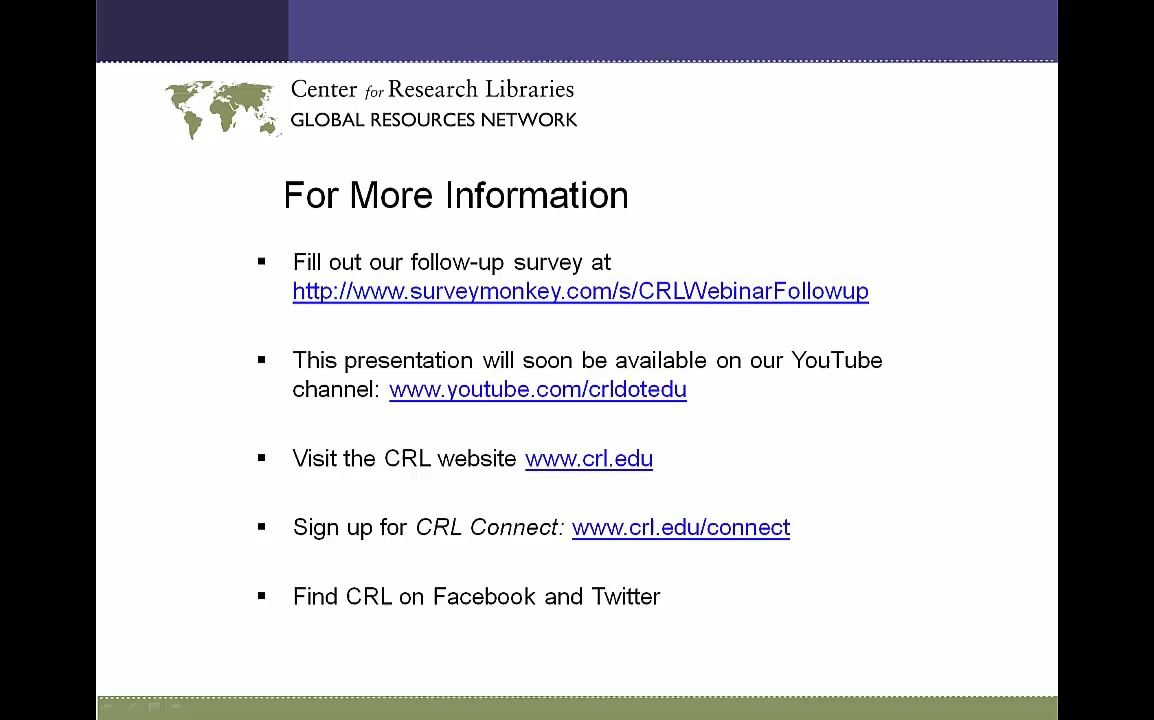 Center for Research Libraries
GLOBAL RESOURCES NETWORK
For More Information
▪ Fill out our follow-up survey at
http://www.surveymonkey.com/s/CRLWebinarFollowup
▪ This presentation will soon be available on our YouTube
channel: www.youtube.com/crldotedu
▪ Visit the CRL website www.crl.edu
▪ Sign up for CRL Connect: www.crl.edu/connect
▪ Find CRL on Facebook and Twitter